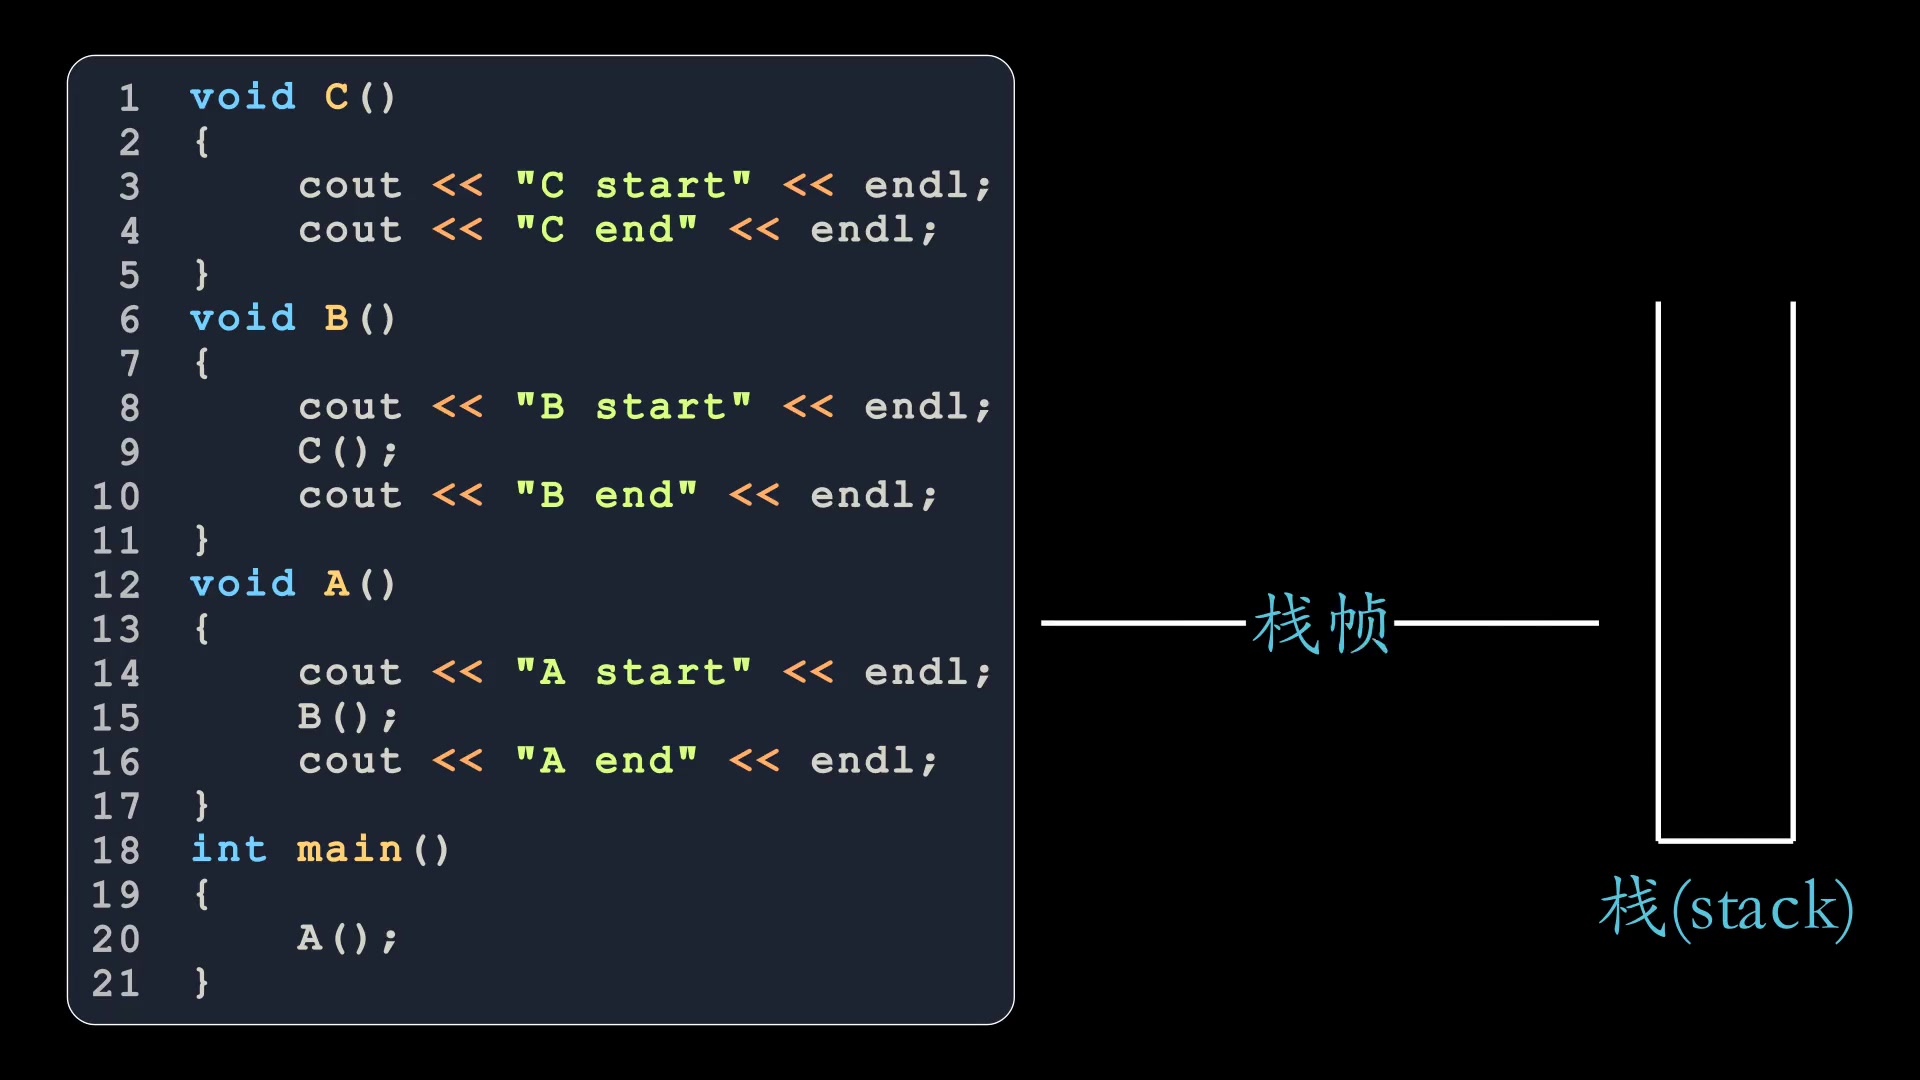 1 void C()
2 {
3     cout << "C start" << endl;
4     cout << "C end" << endl;
5 }
6 void B()
7 {
8     cout << "B start" << endl;
9     C();
10     cout << "B end" << endl;
11 }
12 void A()
13 {
14     cout << "A start" << endl;
15     B();
16     cout << "A end" << endl;
17 }
18 int main()
19 {
20     A();
21 }
栈帧
栈(stack)